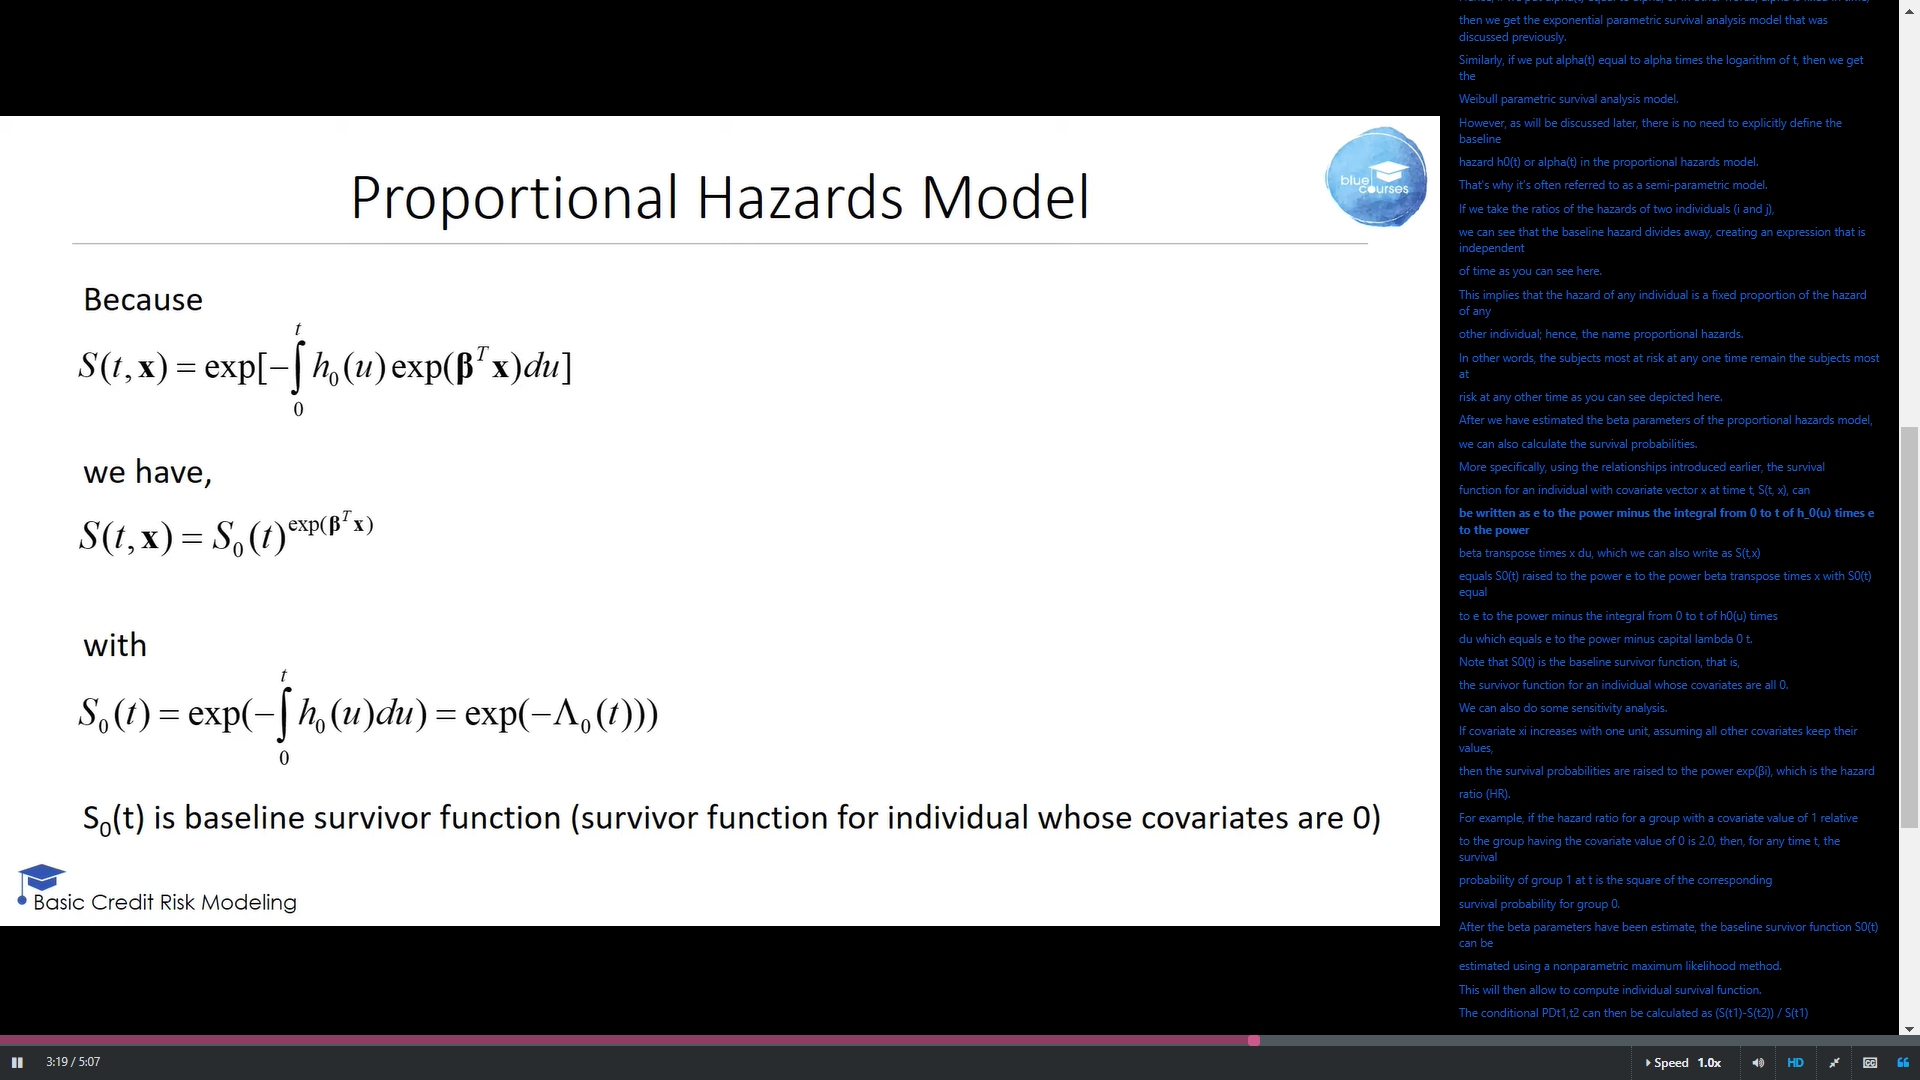 Proportional Hazards Model
blue
courses
Because
S(t, x) = exp[−∫₀ᵗ h₀(u) exp(βᵀx)du]
we have,
S(t, x) = S₀(t)^exp(βᵀx)
with
S₀(t) = exp(−∫₀ᵗ h₀(u)du) = exp(−Λ₀(t)))
S₀(t) is baseline survivor function (survivor function for individual whose covariates are 0)
Basic Credit Risk Modeling
then we get the exponential parametric survival analysis model that was
discussed previously.
Similarly, if we put alpha(t) equal to alpha times the logarithm of t, then we get
the
Weibull parametric survival analysis model.
However, as will be discussed later, there is no need to explicitly define the
baseline
hazard h0(t) or alpha(t) in the proportional hazards model.
That's why it's often referred to as a semi-parametric model.
If we take the ratios of the hazards of two individuals (i and j),
we can see that the baseline hazard divides away, creating an expression that is
independent
of time as you can see here.
This implies that the hazard of any individual is a fixed proportion of the hazard
of any
other individual; hence, the name proportional hazards.
In other words, the subjects most at risk at any one time remain the subjects most
at
risk at any other time as you can see depicted here.
After we have estimated the beta parameters of the proportional hazards model,
we can also calculate the survival probabilities.
More specifically, using the relationships introduced earlier, the survival
function for an individual with covariate vector x at time t, S(t, x), can
be written as e to the power minus the integral from 0 to t of h_0(u) times e
to the power
beta transpose times x du, which we can also write as S(t,x)
equals S0(t) raised to the power e to the power beta transpose times x with S0(t)
equal
to e to the power minus the integral from 0 to t of h0(u) times
du which equals e to the power minus capital lambda 0 t.
Note that S0(t) is the baseline survivor function, that is,
the survivor function for an individual whose covariates are all 0.
We can also do some sensitivity analysis.
If covariate xi increases with one unit, assuming all other covariates keep their
values,
then the survival probabilities are raised to the power exp(βi), which is the hazard
ratio (HR).
For example, if the hazard ratio for a group with a covariate value of 1 relative
to the group having the covariate value of 0 is 2.0, then, for any time t, the
survival
probability of group 1 at t is the square of the corresponding
survival probability for group 0.
After the beta parameters have been estimate, the baseline survivor function S0(t)
can be
estimated using a nonparametric maximum likelihood method.
This will then allow to compute individual survival function.
The conditional PDt1,t2 can then be calculated as (S(t1)-S(t2)) / S(t1)
3:19 / 5:07
Speed 1.0x
HD
CC